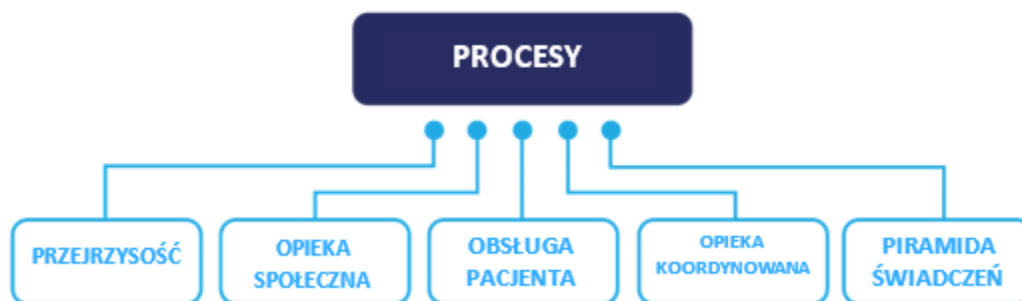 PROCESY
PRZEJRZYSOŚĆ
OPIEKA
SPOŁECZNA
OBSŁUGA
PACJENTA
OPIEKA
KOORDYNOWANA
PIRAMIDA
ŚWIADCZEŃ